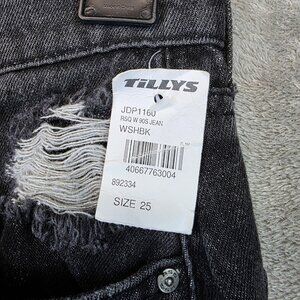 TILLYS
JDP1160
RSQ W 90S JEAN
WSHBK
40667763004
892334
SIZE 25